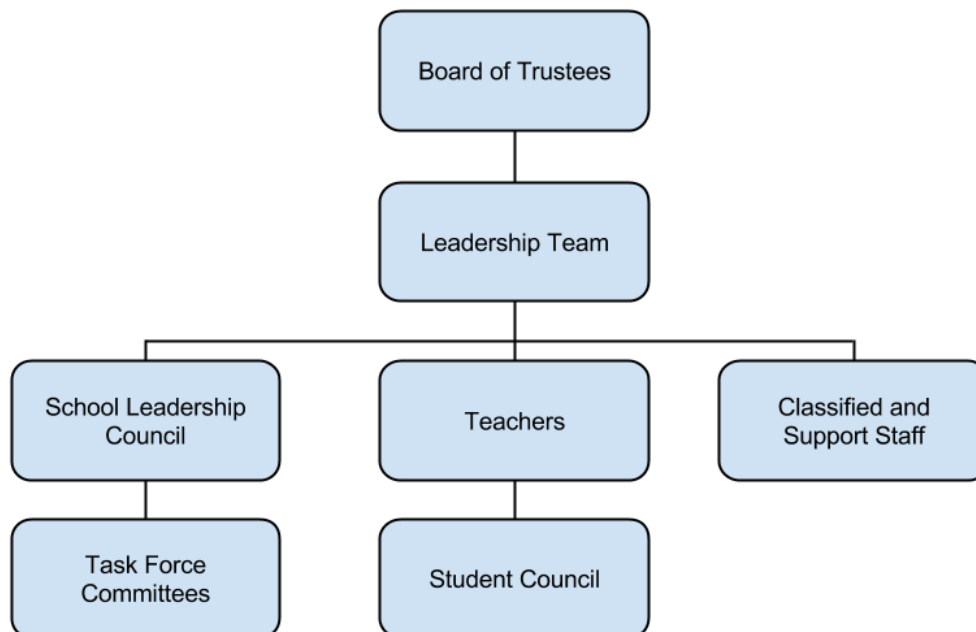 Board of Trustees
Leadership Team
School Leadership
Council
Teachers
Classified and
Support Staff
Task Force
Committees
Student Council